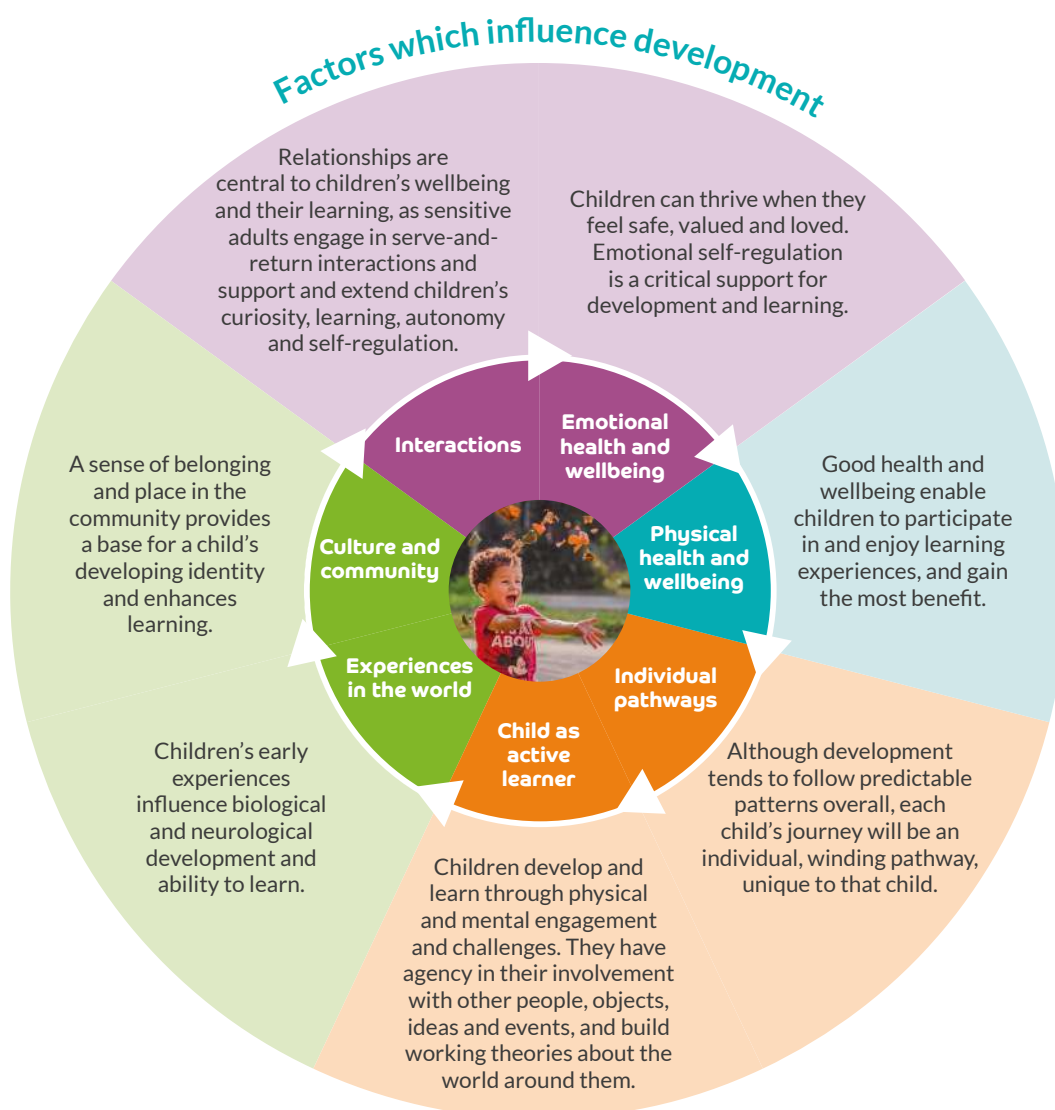 Factors which influence development
Relationships are
central to children's wellbeing
and their learning, as sensitive
adults engage in serve-and-
return interactions and
support and extend children's
curiosity, learning, autonomy
and self-regulation.
Children can thrive when they
feel safe, valued and loved.
Emotional self-regulation
is a critical support for
development and learning.
Good health and
wellbeing enable
children to participate
in and enjoy learning
experiences, and gain
the most benefit.
Although development
tends to follow predictable
patterns overall, each
child's journey will be an
individual, winding pathway,
unique to that child.
Children develop and
learn through physical
and mental engagement
and challenges. They have
agency in their involvement
with other people, objects,
ideas and events, and build
working theories about the
world around them.
Children's early
experiences
influence biological
and neurological
development and
ability to learn.
A sense of belonging
and place in the
community provides
a base for a child's
developing identity
and enhances
learning.
Interactions
Emotional
health and
wellbeing
Physical
health and
wellbeing
Individual
pathways
Child as
active
learner
Experiences
in the world
Culture and
community
ABOU